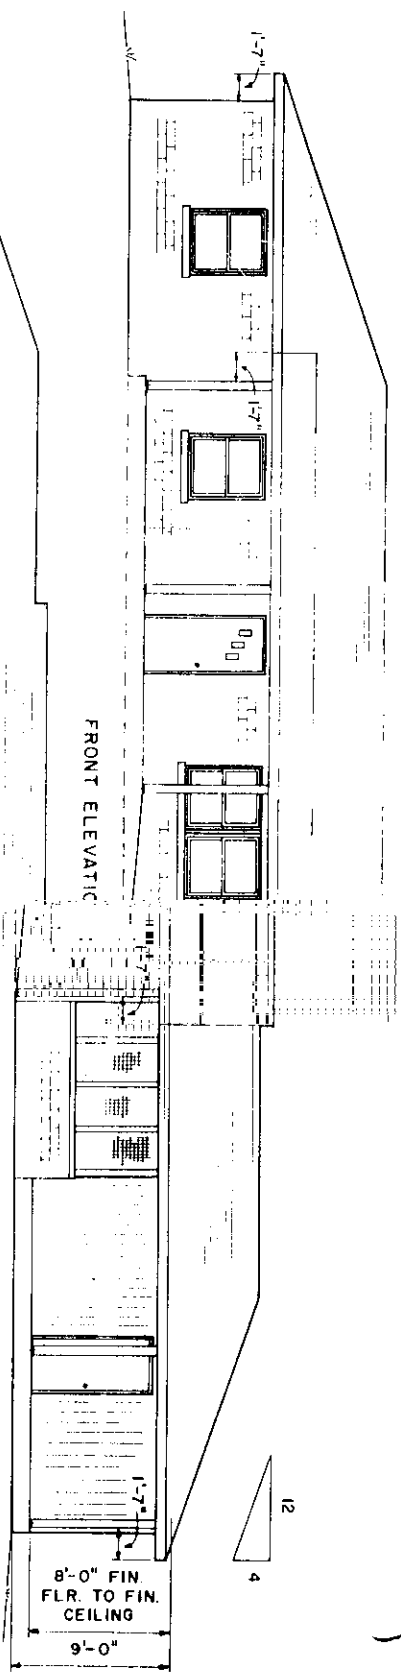 1'-7"
1'-7"
FRONT ELEVATIO
1'-7"
1'-7"
12
4
8'-0" FIN.
FLR. TO FIN.
CEILING
9'-0"